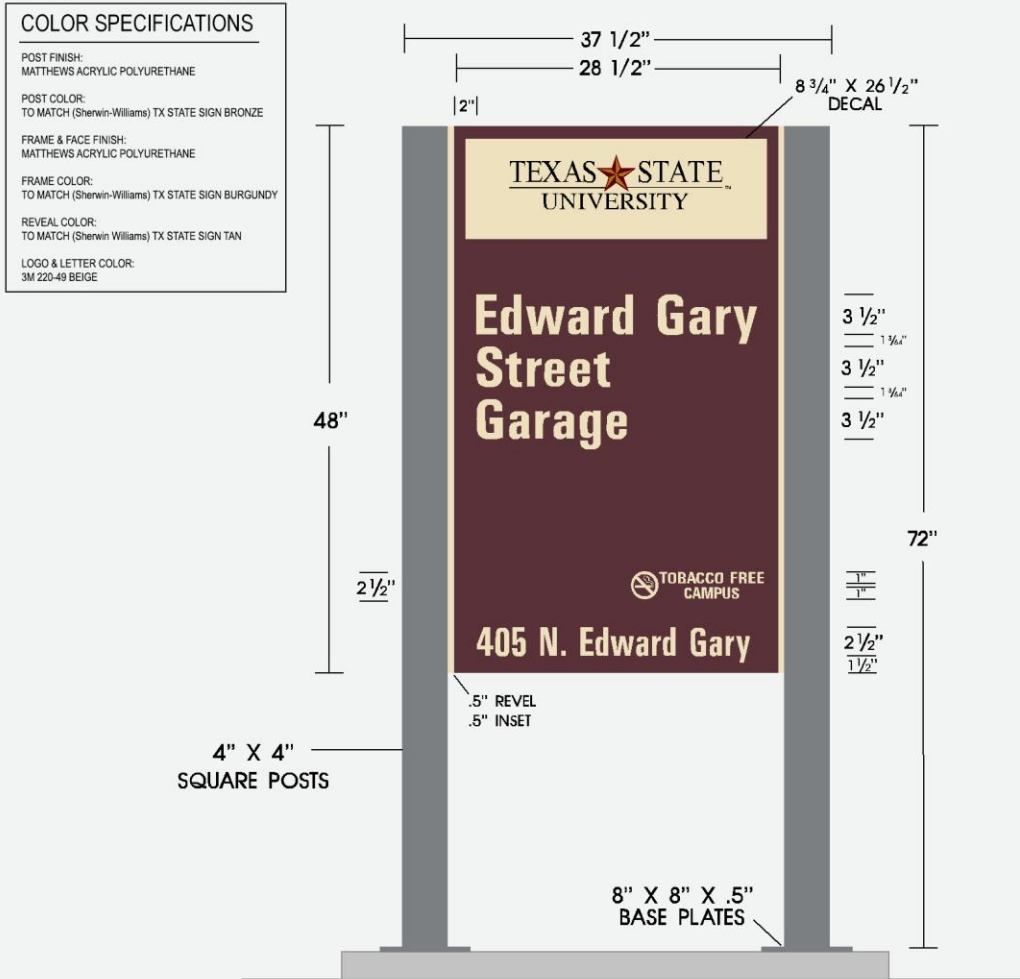 COLOR SPECIFICATIONS
POST FINISH:
MATTHEWS ACRYLIC POLYURETHANE
POST COLOR:
TO MATCH (Sherwin-Williams) TX STATE SIGN BRONZE
FRAME & FACE FINISH:
MATTHEWS ACRYLIC POLYURETHANE
FRAME COLOR:
TO MATCH (Sherwin-Williams) TX STATE SIGN BURGUNDY
REVEAL COLOR:
TO MATCH (Sherwin Williams) TX STATE SIGN TAN
LOGO & LETTER COLOR:
3M 220-49 BEIGE
37 1/2"
28 1/2"
2"
8 3/4" X 26 1/2"
DECAL
TEXAS STATE
UNIVERSITY
™
Edward Gary
Street
Garage
3 1/2"
3 1/2"
3 1/2"
48"
72"
2 1/2"
TOBACCO FREE
CAMPUS
1"
1"
405 N. Edward Gary
2 1/2"
1 1/2"
.5" REVEL
.5" INSET
4" X 4"
SQUARE POSTS
8" X 8" X .5"
BASE PLATES